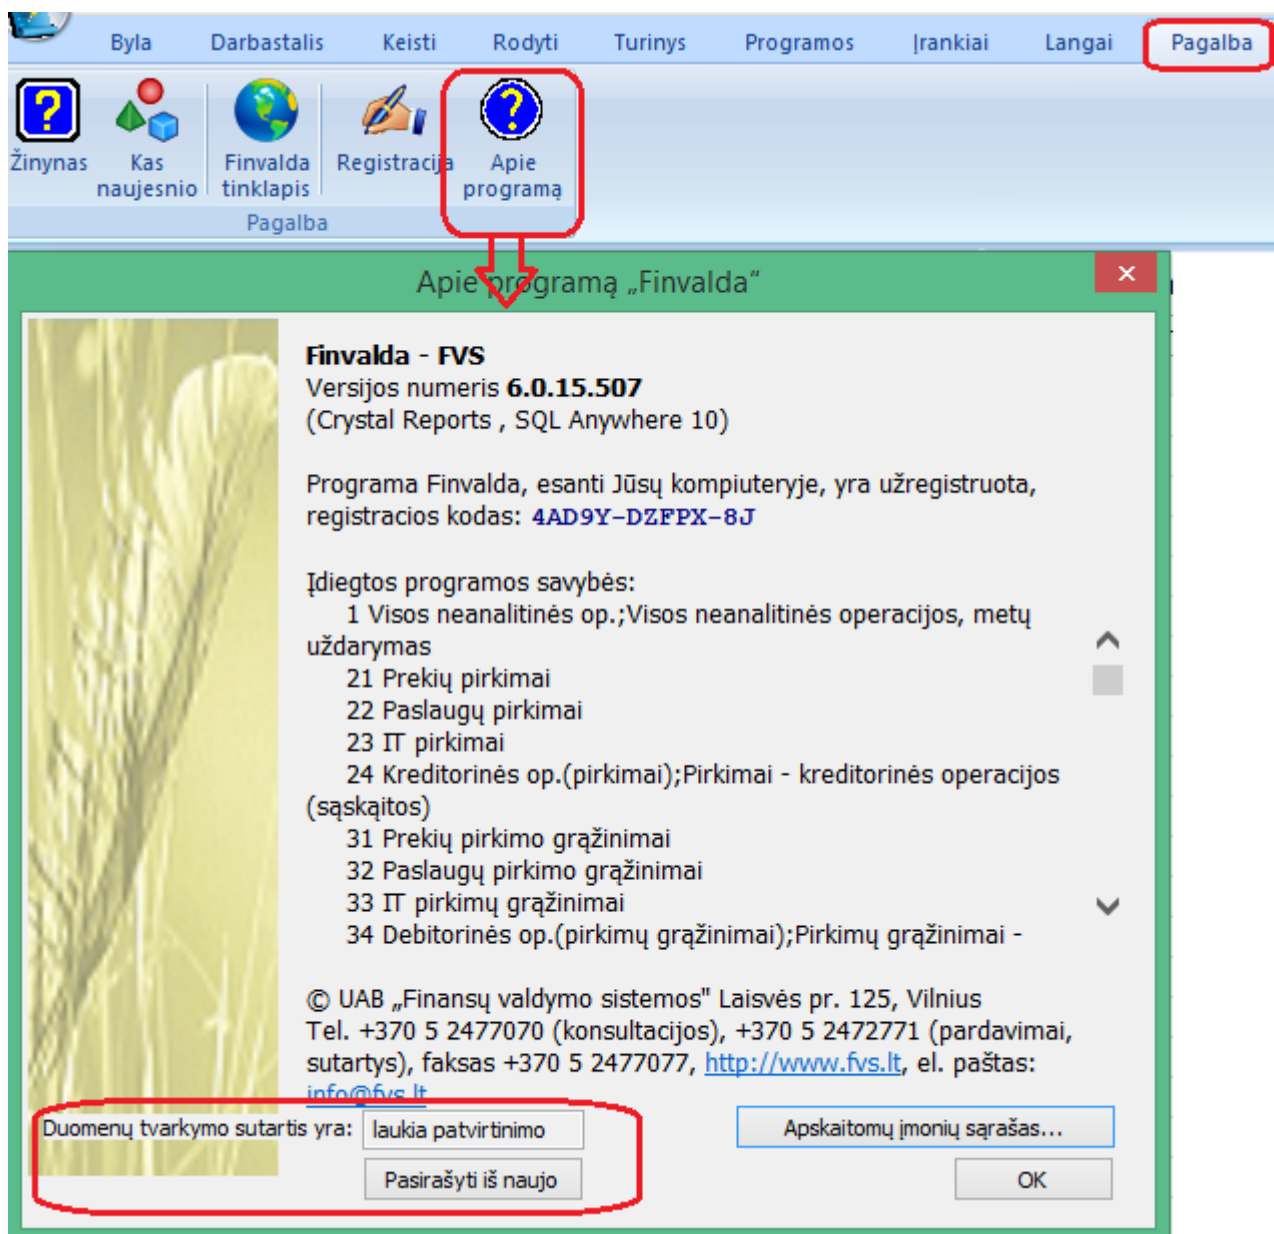 Byla Darbastalis Keisti Rodyti Turinys Programos Įrankiai Langai Pagalba
Žinynas Kas naujesnio Finvalda tinklapis Registracija Apie programą
Pagalba
Apie programą „Finvalda“
Finvalda - FVS
Versijos numeris 6.0.15.507
(Crystal Reports , SQL Anywhere 10)
Programa Finvalda, esanti Jūsų kompiuteryje, yra užregistruota,
registracios kodas: 4AD9Y-DZFPX-8J
Įdiegtos programos savybės:
1 Visos neanalitinės op.;Visos neanalitinės operacijos, metų
uždarymas
21 Prekių pirkimai
22 Paslaugų pirkimai
23 IT pirkimai
24 Kreditorinės op.(pirkimai);Pirkimai - kreditorinės operacijos
(sąskąitos)
31 Prekių pirkimo grąžinimai
32 Paslaugų pirkimo grąžinimai
33 IT pirkimų grąžinimai
34 Debitorinės op.(pirkimų grąžinimai);Pirkimų grąžinimai -
© UAB „Finansų valdymo sistemos" Laisvės pr. 125, Vilnius
Tel. +370 5 2477070 (konsultacijos), +370 5 2472771 (pardavimai,
sutartys), faksas +370 5 2477077, http://www.fvs.lt, el. paštas:
info@fvs.lt
Duomenų tvarkymo sutartis yra: laukia patvirtinimo Apskaitomų įmonių sąrašas...
Pasirašyti iš naujo OK